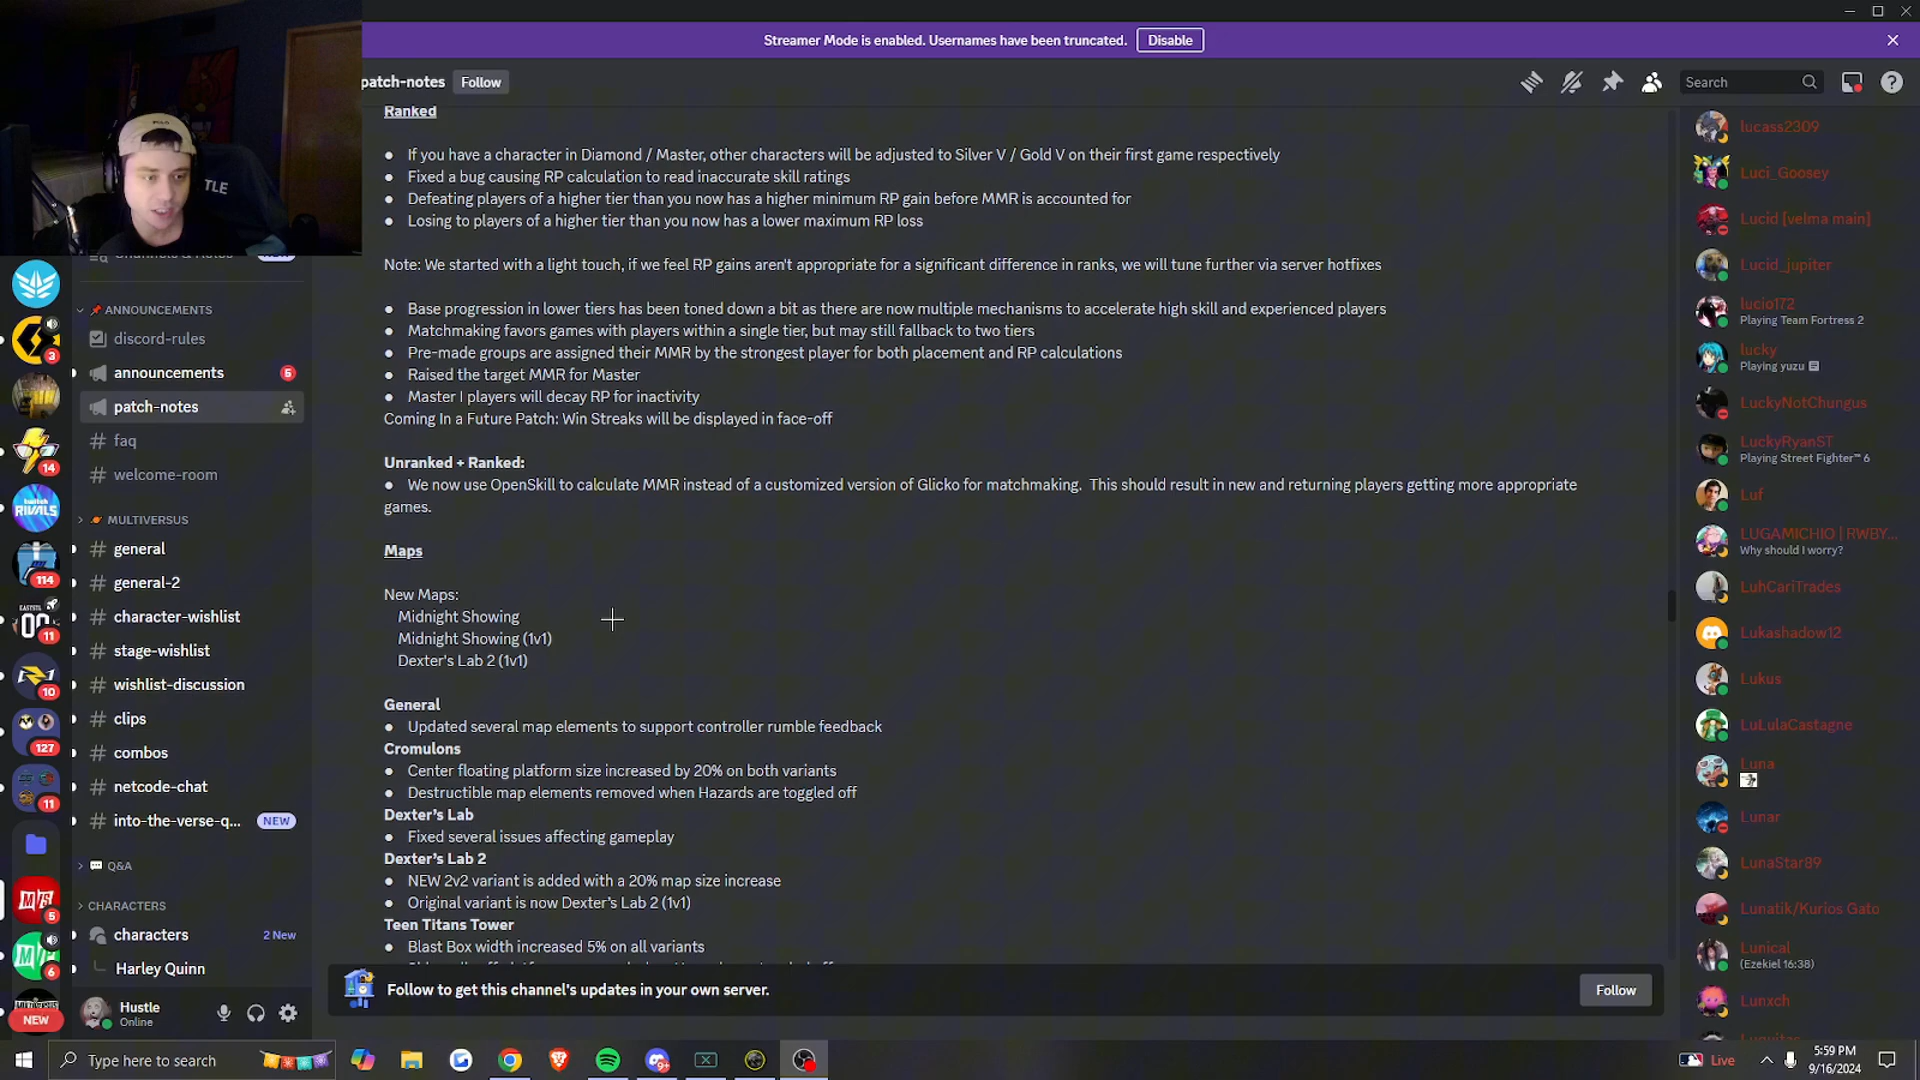 Streamer Mode is enabled. Usernames have been truncated. Disable
patch-notes Follow
Search
Ranked
• If you have a character in Diamond / Master, other characters will be adjusted to Silver V / Gold V on their first game respectively
• Fixed a bug causing RP calculation to read inaccurate skill ratings
• Defeating players of a higher tier than you now has a higher minimum RP gain before MMR is accounted for
• Losing to players of a higher tier than you now has a lower maximum RP loss
Note: We started with a light touch, if we feel RP gains aren't appropriate for a significant difference in ranks, we will tune further via server hotfixes
• Base progression in lower tiers has been toned down a bit as there are now multiple mechanisms to accelerate high skill and experienced players
• Matchmaking favors games with players within a single tier, but may still fallback to two tiers
• Pre-made groups are assigned their MMR by the strongest player for both placement and RP calculations
• Raised the target MMR for Master
• Master I players will decay RP for inactivity
Coming In a Future Patch: Win Streaks will be displayed in face-off
Unranked + Ranked:
• We now use OpenSkill to calculate MMR instead of a customized version of Glicko for matchmaking. This should result in new and returning players getting more appropriate
games.
Maps
New Maps:
Midnight Showing
Midnight Showing (1v1)
Dexter's Lab 2 (1v1)
General
• Updated several map elements to support controller rumble feedback
Cromulons
• Center floating platform size increased by 20% on both variants
• Destructible map elements removed when Hazards are toggled off
Dexter's Lab
• Fixed several issues affecting gameplay
Dexter's Lab 2
• NEW 2v2 variant is added with a 20% map size increase
• Original variant is now Dexter's Lab 2 (1v1)
Teen Titans Tower
• Blast Box width increased 5% on all variants
Follow to get this channel's updates in your own server. Follow
TLE
ANNOUNCEMENTS
discord-rules
announcements 5
patch-notes
# faq
# welcome-room
MULTIVERSUS
# general
# general-2
# character-wishlist
# stage-wishlist
# wishlist-discussion
# clips
# combos
# netcode-chat
# into-the-verse-q... NEW
Q&A
CHARACTERS
characters 2 New
Harley Quinn
Hustle
Online
3
14
RIVALS
114
11
10
127
11
5
6
NEW
lucass2309
Luci_Goosey
Lucid [velma main]
Lucid_jupiter
lucio172
Playing Team Fortress 2
lucky
Playing yuzu
LuckyNotChungus
LuckyRyanST
Playing Street Fighter™ 6
Luf
LUGAMICHIO | RWBY...
Why should I worry?
LuhCariTrades
Lukashadow12
Lukus
LuLulaCastagne
Luna
Lunar
LunaStar89
Lunatik/Kurios Gato
Lunical
(Ezekiel 16:38)
Lunxch
Type here to search
Live
5:59 PM
9/16/2024